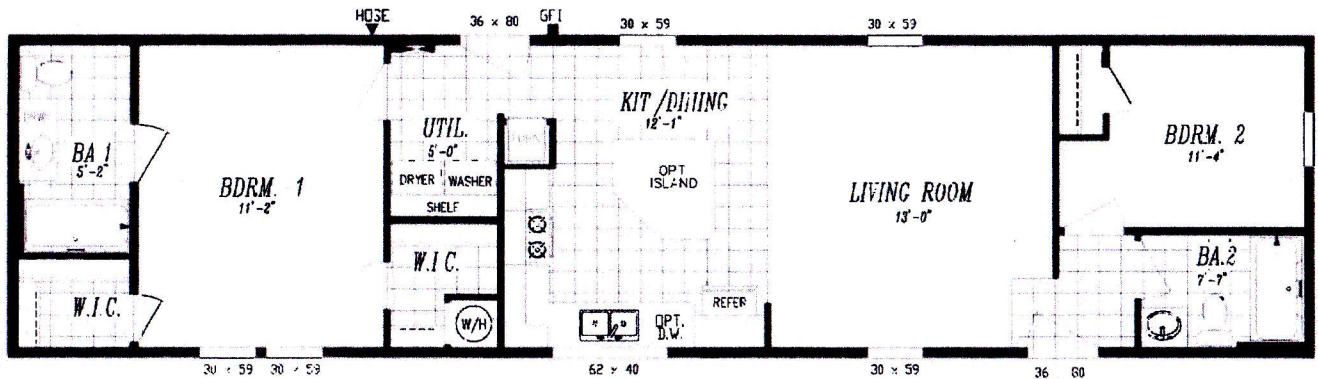 HOSE
36 x 80
GFI
30 x 59
30 x 59
BA 1
5'-2"
BDRM. 1
11'-2"
UTIL.
5'-0"
DRYER
WASHER
SHELF
KIT/DINING
12'-1"
OPT
ISLAND
LIVING ROOM
13'-0"
BDRM. 2
11'-4"
W.I.C.
W.I.C.
W/H
REFER
OPT.
D.W.
BA.2
7'-7"
30 x 59
30 x 59
62 x 40
30 x 59
36 80